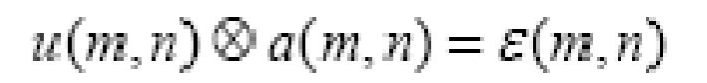 u(m,n) ⊗ a(m,n) = ε(m,n)